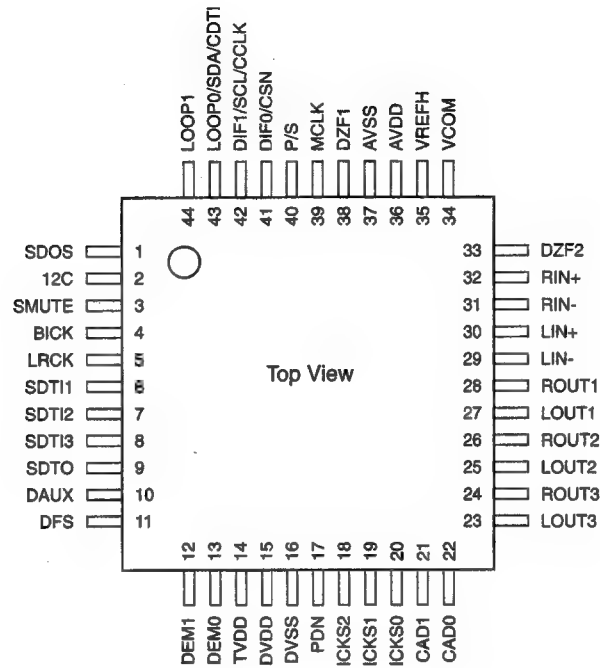 LOOP1
LOOP0/SDA/CDTI
DIF1/SCL/CCLK
DIF0/CSN
P/S
MCLK
DZF1
AVSS
AVDD
VREFH
VCOM
44 43 42 41 40 39 38 37 36 35 34
SDOS 1
12C 2
SMUTE 3
BICK 4
LRCK 5
SDTI1 6
SDTI2 7
SDTI3 8
SDTO 9
DAUX 10
DFS 11
Top View
33 DZF2
32 RIN+
31 RIN-
30 LIN+
29 LIN-
28 ROUT1
27 LOUT1
26 ROUT2
25 LOUT2
24 ROUT3
23 LOUT3
12 13 14 15 16 17 18 19 20 21 22
DEM1
DEM0
TVDD
DVDD
DVSS
PDN
ICKS2
ICKS1
ICKS0
CAD1
CAD0